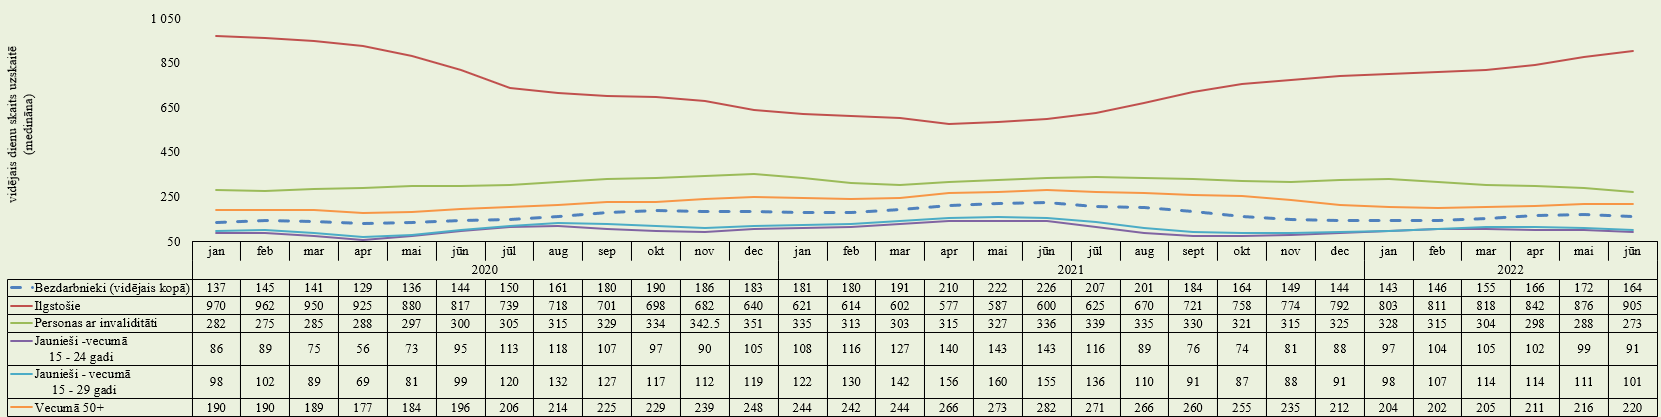 vidējais dienu skaits uzskaitē
(medināna)
1 050
850
650
450
250
50
jan feb mar apr mai jūn jūl aug sep okt nov dec jan feb mar apr mai jūn jūl aug sept okt nov dec jan feb mar apr mai jūn
2020 2021 2022
Bezdarbnieki (vidējais kopā) 137 145 141 129 136 144 150 161 180 190 186 183 181 180 191 210 222 226 207 201 184 164 149 144 143 146 155 166 172 164
Ilgstošie 970 962 950 925 880 817 739 718 701 698 682 640 621 614 602 577 587 600 625 670 721 758 774 792 803 811 818 842 876 905
Personas ar invaliditāti 282 275 285 288 297 300 305 315 329 334 342.5 351 335 313 303 315 327 336 339 335 330 321 315 325 328 315 304 298 288 273
Jaunieši -vecumā
15 - 24 gadi 86 89 75 56 73 95 113 118 107 97 90 105 108 116 127 140 143 143 116 89 76 74 81 88 97 104 105 102 99 91
Jaunieši - vecumā
15 - 29 gadi 98 102 89 69 81 99 120 132 127 117 112 119 122 130 142 156 160 155 136 110 91 87 88 91 98 107 114 114 111 101
Vecumā 50+ 190 190 189 177 184 196 206 214 225 229 239 248 244 242 244 266 273 282 271 266 260 255 235 212 204 202 205 211 216 220